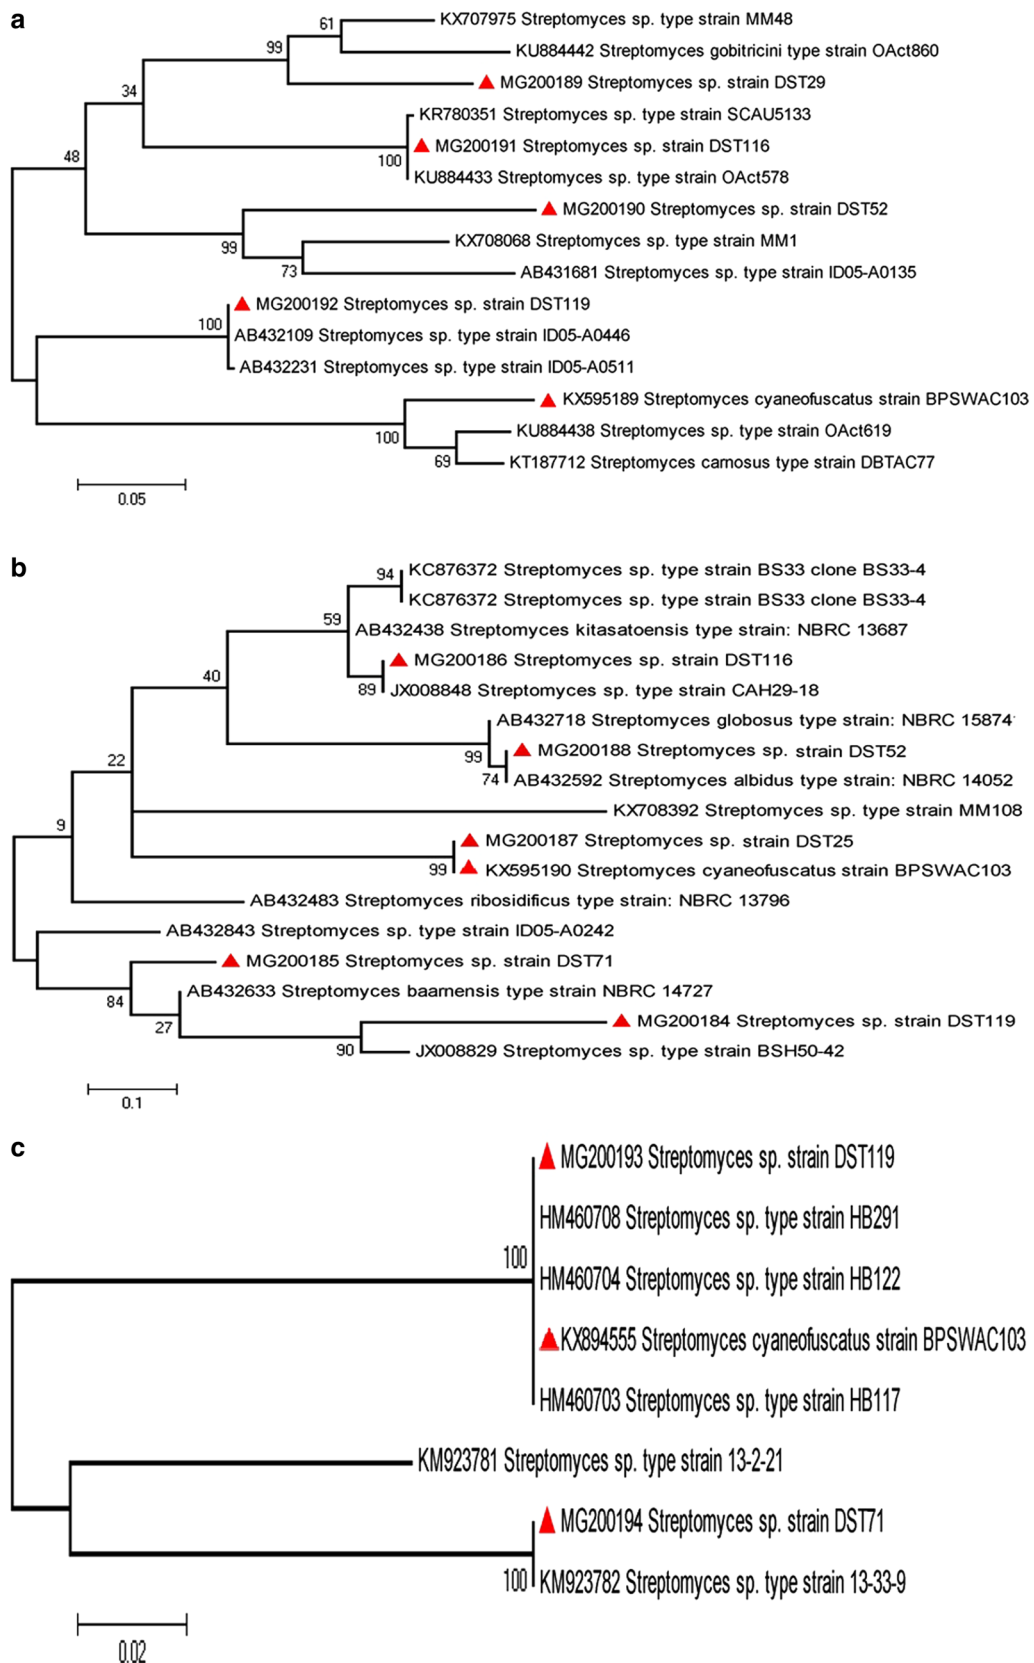 a
61
KX707975 Streptomyces sp. type strain MM48
99
KU884442 Streptomyces gobitricini type strain OAct860
34
MG200189 Streptomyces sp. strain DST29
KR780351 Streptomyces sp. type strain SCAU5133
48
100
MG200191 Streptomyces sp. strain DST116
KU884433 Streptomyces sp. type strain OAct578
MG200190 Streptomyces sp. strain DST52
99
KX708068 Streptomyces sp. type strain MM1
73
AB431681 Streptomyces sp. type strain ID05-A0135
MG200192 Streptomyces sp. strain DST119
100
AB432109 Streptomyces sp. type strain ID05-A0446
AB432231 Streptomyces sp. type strain ID05-A0511
KX595189 Streptomyces cyaneofuscatus strain BPSWAC103
100
KU884438 Streptomyces sp. type strain OAct619
69
KT187712 Streptomyces carnosus type strain DBTAC77
0.05
b
94
KC876372 Streptomyces sp. type strain BS33 clone BS33-4
KC876372 Streptomyces sp. type strain BS33 clone BS33-4
59
AB432438 Streptomyces kitasatoensis type strain: NBRC 13687
MG200186 Streptomyces sp. strain DST116
40
89
JX008848 Streptomyces sp. type strain CAH29-18
AB432718 Streptomyces globosus type strain: NBRC 15874
99
MG200188 Streptomyces sp. strain DST52
22
74
AB432592 Streptomyces albidus type strain: NBRC 14052
KX708392 Streptomyces sp. type strain MM108
9
MG200187 Streptomyces sp. strain DST25
99
KX595190 Streptomyces cyaneofuscatus strain BPSWAC103
AB432483 Streptomyces ribosidificus type strain: NBRC 13796
AB432843 Streptomyces sp. type strain ID05-A0242
MG200185 Streptomyces sp. strain DST71
84
AB432633 Streptomyces baarnensis type strain NBRC 14727
27
MG200184 Streptomyces sp. strain DST119
90
JX008829 Streptomyces sp. type strain BSH50-42
0.1
c
MG200193 Streptomyces sp. strain DST119
HM460708 Streptomyces sp. type strain HB291
100
HM460704 Streptomyces sp. type strain HB122
KX894555 Streptomyces cyaneofuscatus strain BPSWAC103
HM460703 Streptomyces sp. type strain HB117
KM923781 Streptomyces sp. type strain 13-2-21
MG200194 Streptomyces sp. strain DST71
100
KM923782 Streptomyces sp. type strain 13-33-9
0.02